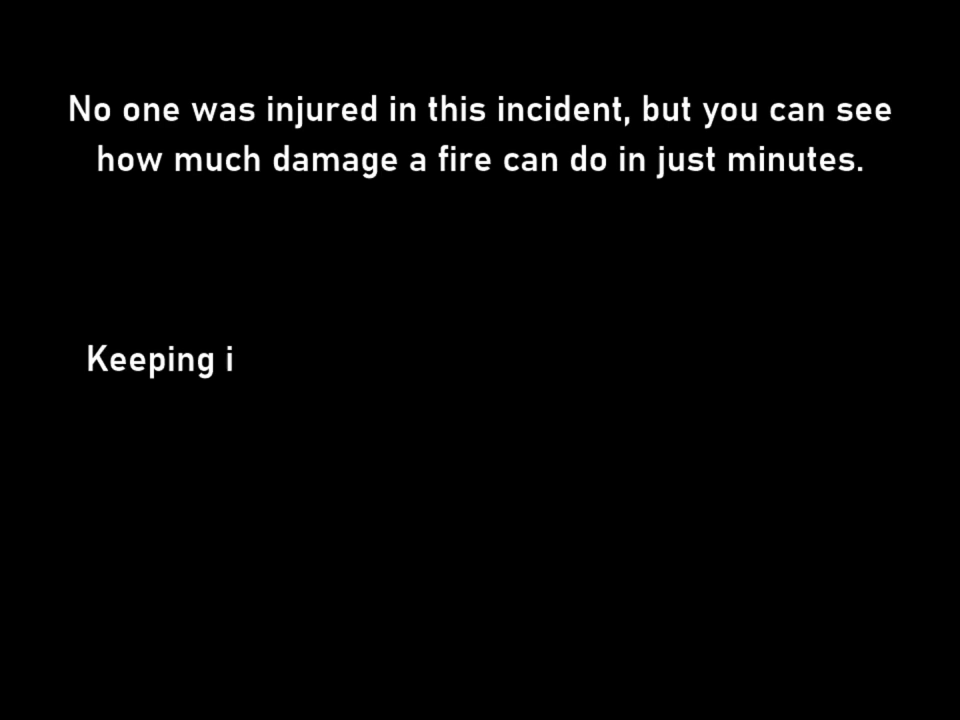 No one was injured in this incident, but you can see
how much damage a fire can do in just minutes.
Keeping i